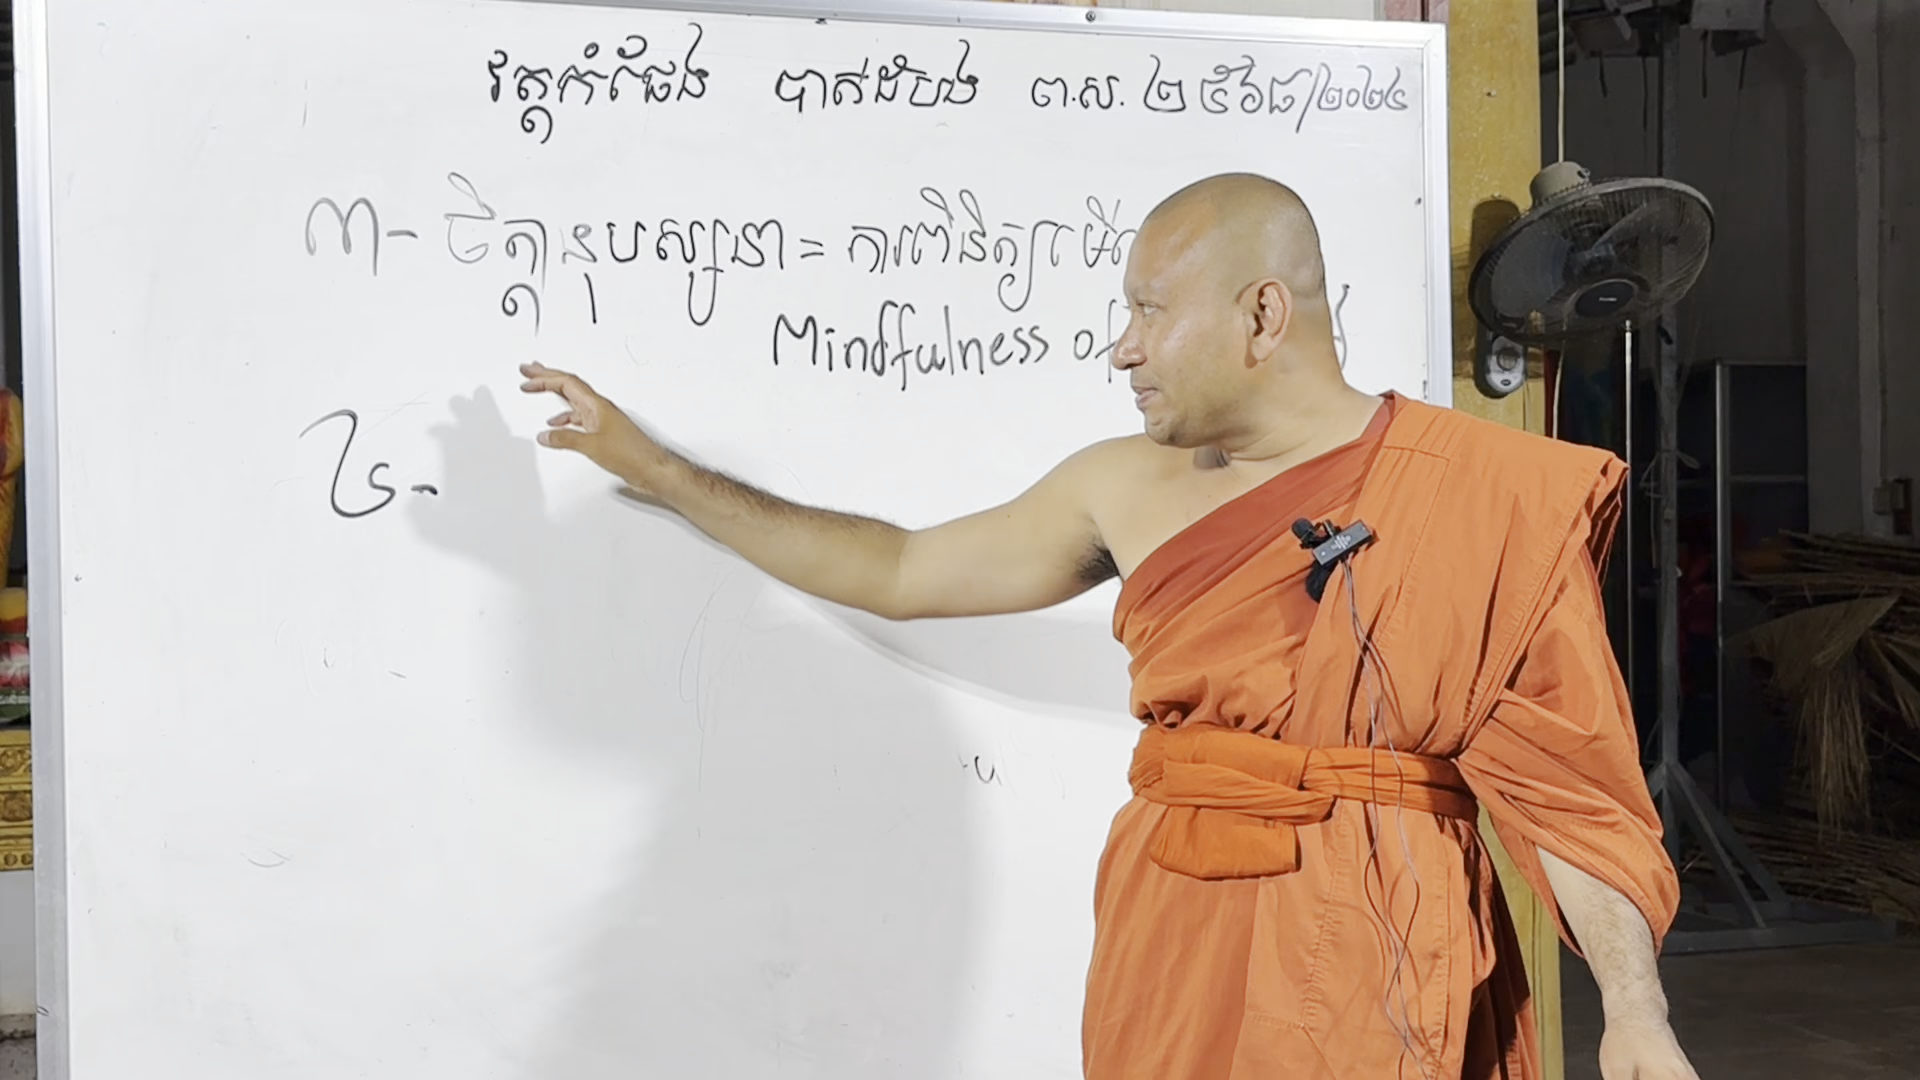 វត្តកំផែង បាត់ដំបង ព.ស. ២៥៦៨/២០២៤
៣- ចិត្តានុបស្សនា = ការពិនិត្យមើល
Mindfulness of
៤-